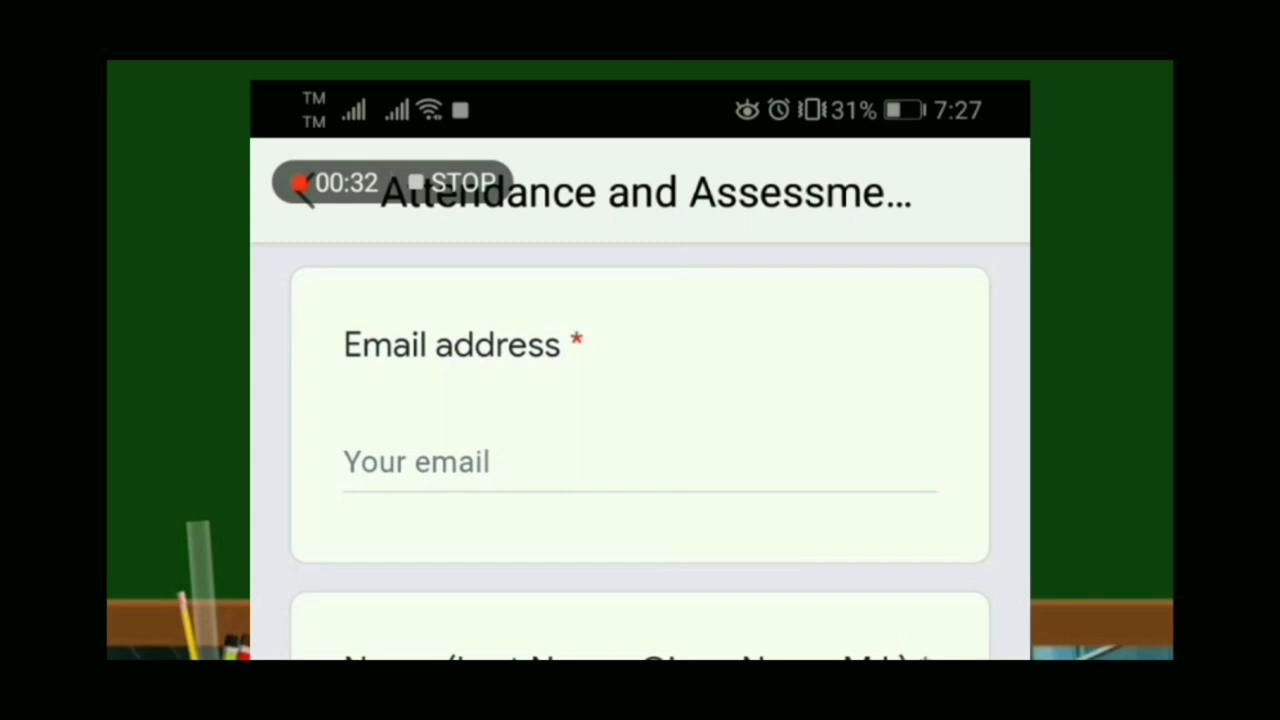 TM
TM
31% 7:27
00:32 STOP
Attendance and Assessme...
Email address *
Your email